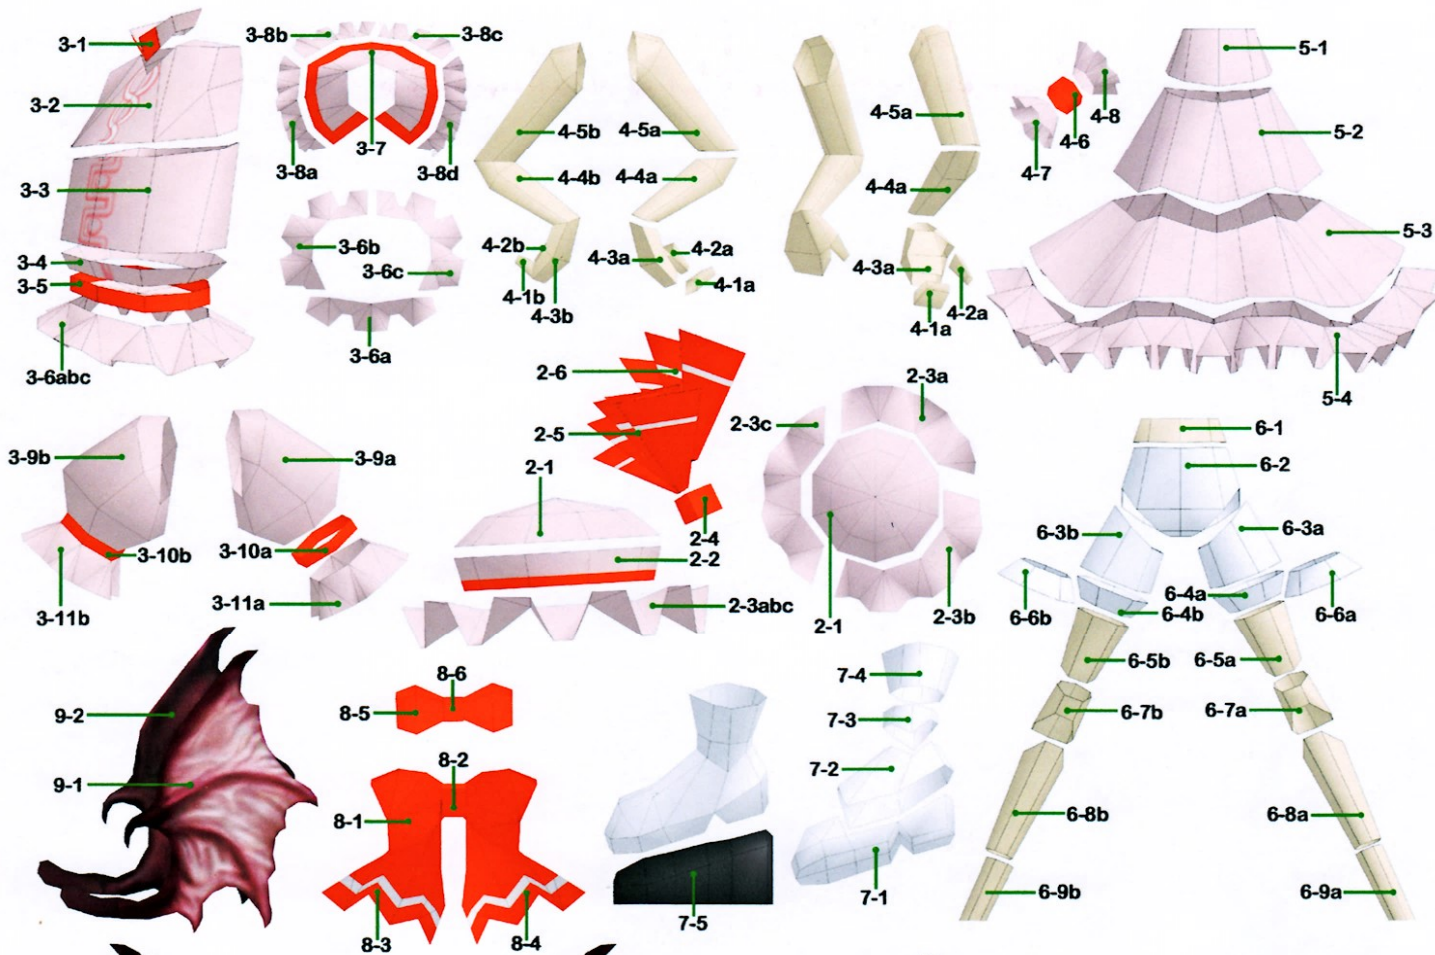 3-1
3-2
3-3
3-4
3-5
3-6abc
3-8b
3-8c
3-8a
3-7
3-8d
3-6b
3-6c
3-6a
4-5b
4-5a
4-4b
4-4a
4-2b
4-2a
4-3a
4-1b
4-1a
4-3b
4-5a
4-4a
4-3a
4-1a
4-2a
4-8
4-6
4-7
5-1
5-2
5-3
5-4
3-9b
3-9a
3-10b
3-10a
3-11b
3-11a
2-6
2-5
2-4
2-1
2-2
2-3abc
2-3a
2-3c
2-1
2-3b
6-1
6-2
6-3b
6-3a
6-4a
6-4b
6-6b
6-6a
6-5b
6-5a
6-7b
6-7a
6-8b
6-8a
6-9b
6-9a
9-2
9-1
8-6
8-5
8-2
8-1
8-3
8-4
7-4
7-3
7-2
7-1
7-5